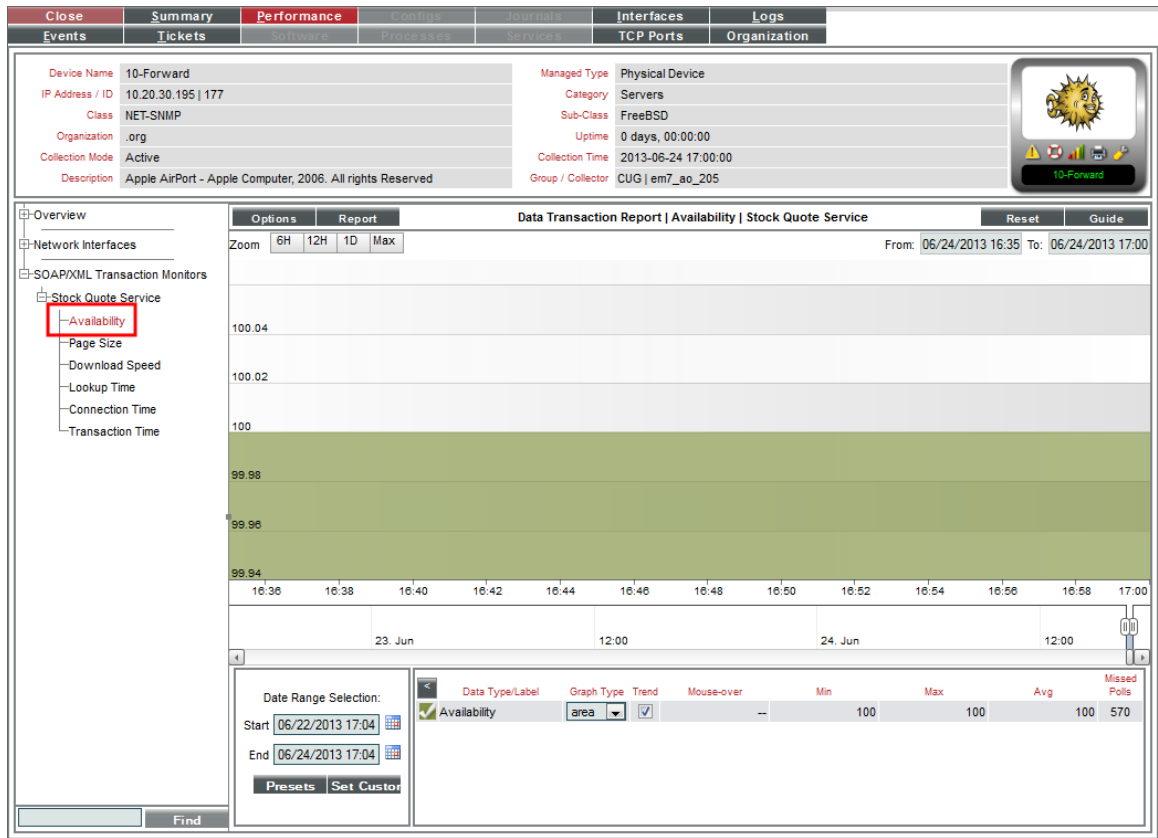 Close Summary Performance Configs Journals Interfaces Logs
Events Tickets Software Processes Services TCP Ports Organization
Device Name 10-Forward Managed Type Physical Device
IP Address / ID 10.20.30.195 | 177 Category Servers
Class NET-SNMP Sub-Class FreeBSD
Organization .org Uptime 0 days, 00:00:00
Collection Mode Active Collection Time 2013-06-24 17:00:00
Description Apple AirPort - Apple Computer, 2006. All rights Reserved Group / Collector CUG | em7_ao_205
10-Forward
Overview
Network Interfaces
SOAP/XML Transaction Monitors
Stock Quote Service
Availability
Page Size
Download Speed
Lookup Time
Connection Time
Transaction Time
Find
Options Report Data Transaction Report | Availability | Stock Quote Service Reset Guide
Zoom 6H 12H 1D Max From: 06/24/2013 16:35 To: 06/24/2013 17:00
100.04
100.02
100
99.98
99.96
99.94
16:36 16:38 16:40 16:42 16:44 16:46 16:48 16:50 16:52 16:54 16:56 16:58 17:00
23. Jun 12:00 24. Jun 12:00
Date Range Selection:
Start 06/22/2013 17:04
End 06/24/2013 17:04
Presets Set Custor
< Data Type/Label Graph Type Trend Mouse-over Min Max Avg Missed Polls
Availability area -- 100 100 100 570